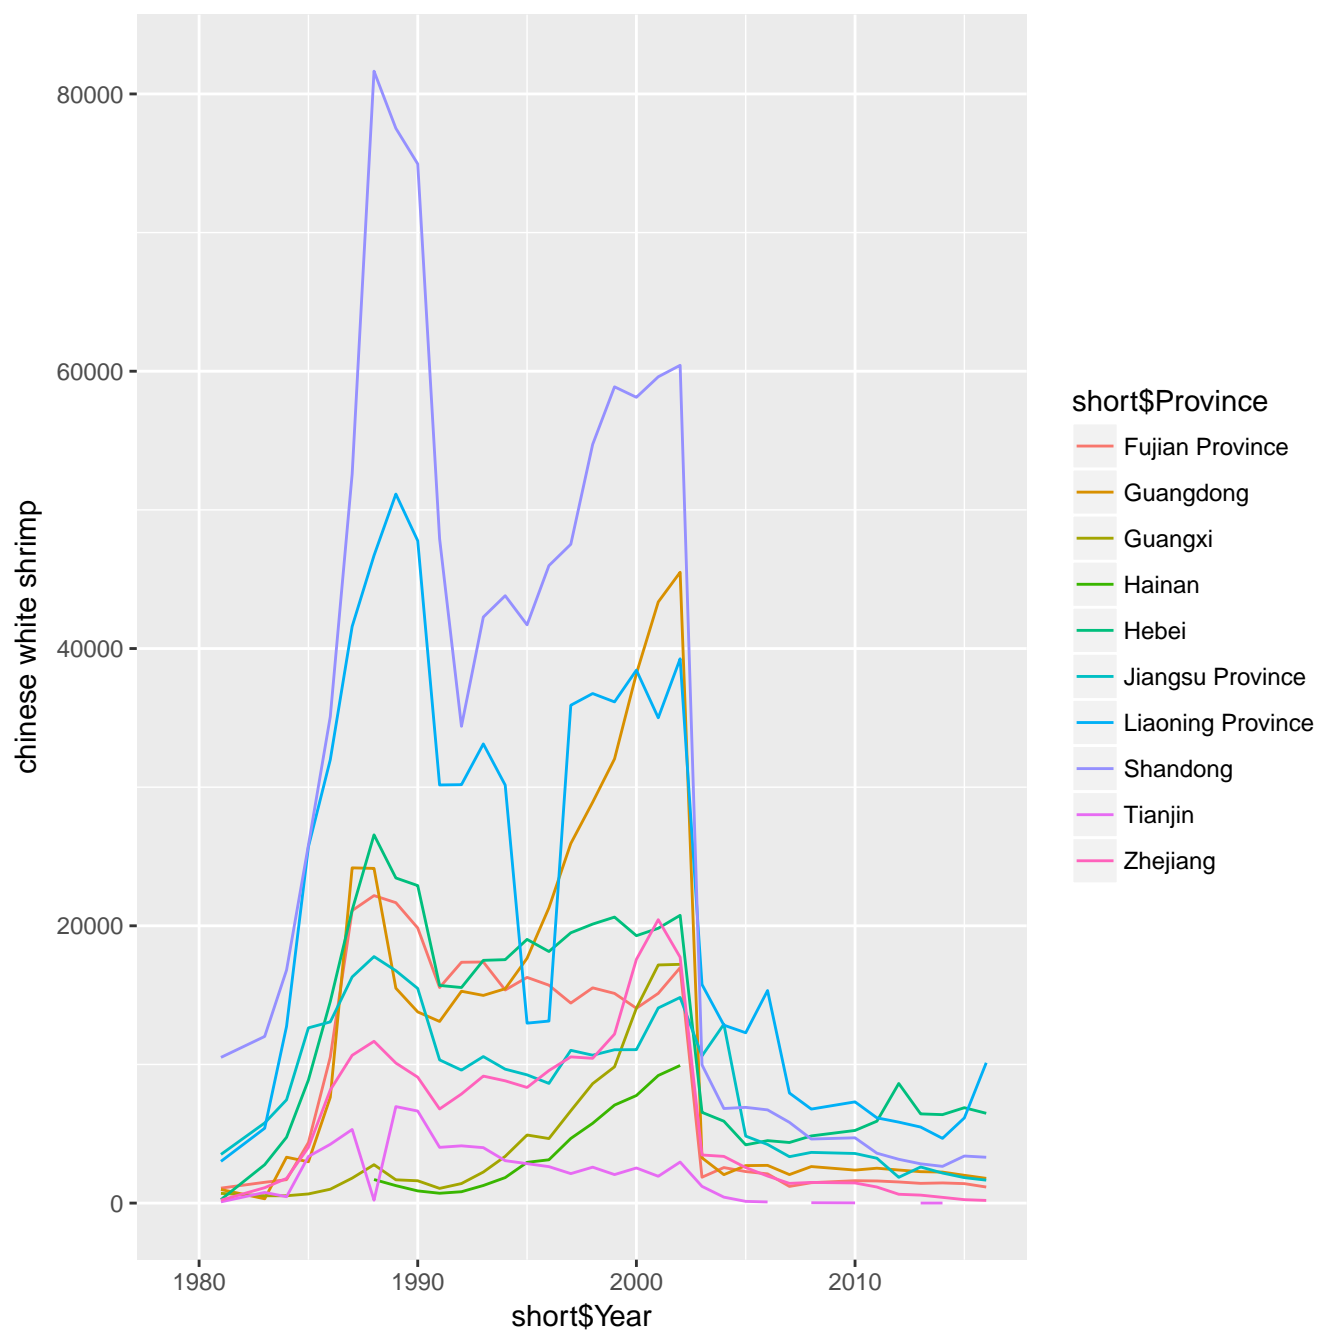 80000
60000
40000
20000
0
chinese white shrimp
1980
1990
2000
2010
short$Year
short$Province
Fujian Province
Guangdong
Guangxi
Hainan
Hebei
Jiangsu Province
Liaoning Province
Shandong
Tianjin
Zhejiang